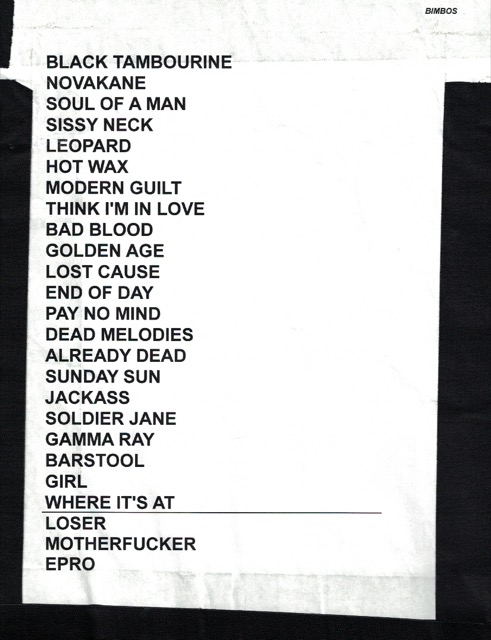 BIMBOS
BLACK TAMBOURINE
NOVAKANE
SOUL OF A MAN
SISSY NECK
LEOPARD
HOT WAX
MODERN GUILT
THINK I'M IN LOVE
BAD BLOOD
GOLDEN AGE
LOST CAUSE
END OF DAY
PAY NO MIND
DEAD MELODIES
ALREADY DEAD
SUNDAY SUN
JACKASS
SOLDIER JANE
GAMMA RAY
BARSTOOL
GIRL
WHERE IT'S AT
LOSER
MOTHERFUCKER
EPRO